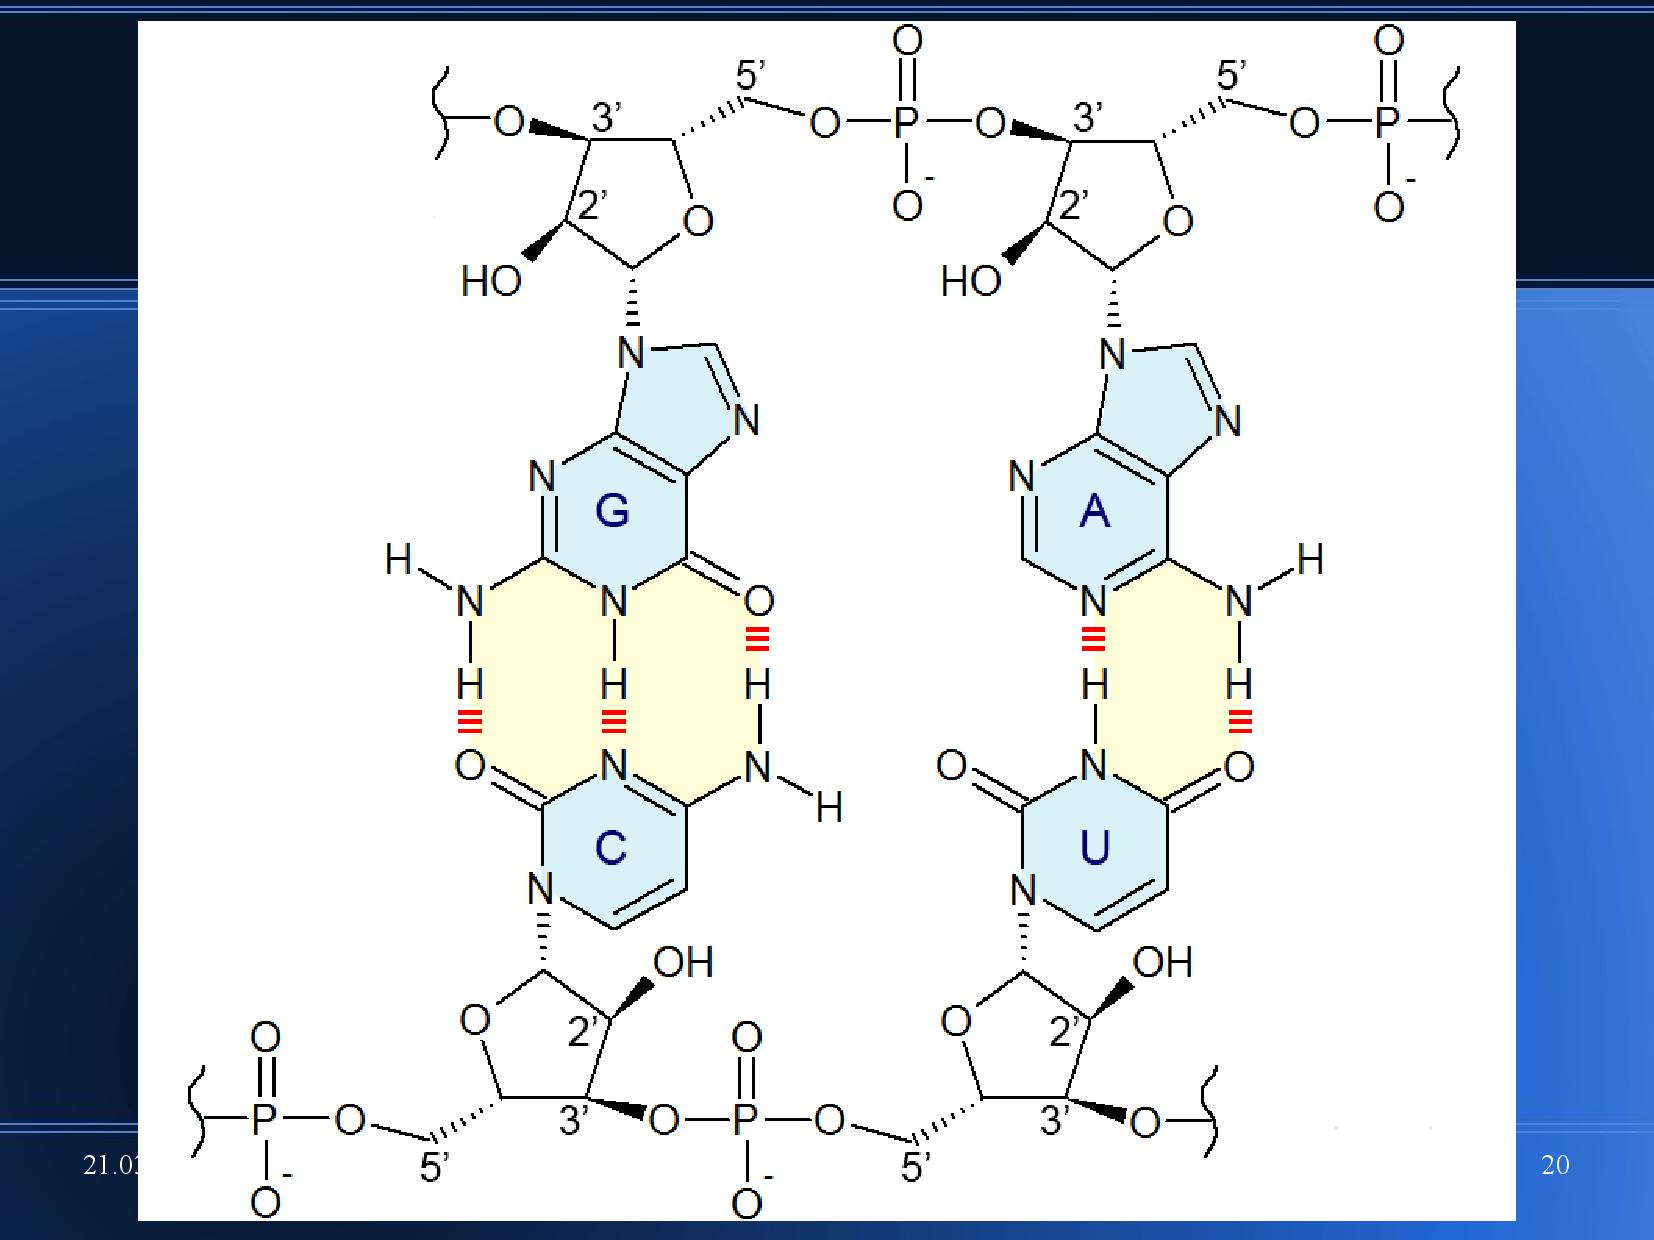 O O
5' 5'
O 3' O P O 3' O P
O- O-
2' O 2' O
HO HO
N N
N N
N N
G A
H H
N N O N N
H H H H H
O N N O N O
H
C U
N N
OH OH
O 2' O 2'
O O
P O 3' O P O 3' O
5' 5'
21.0 20
O- O-